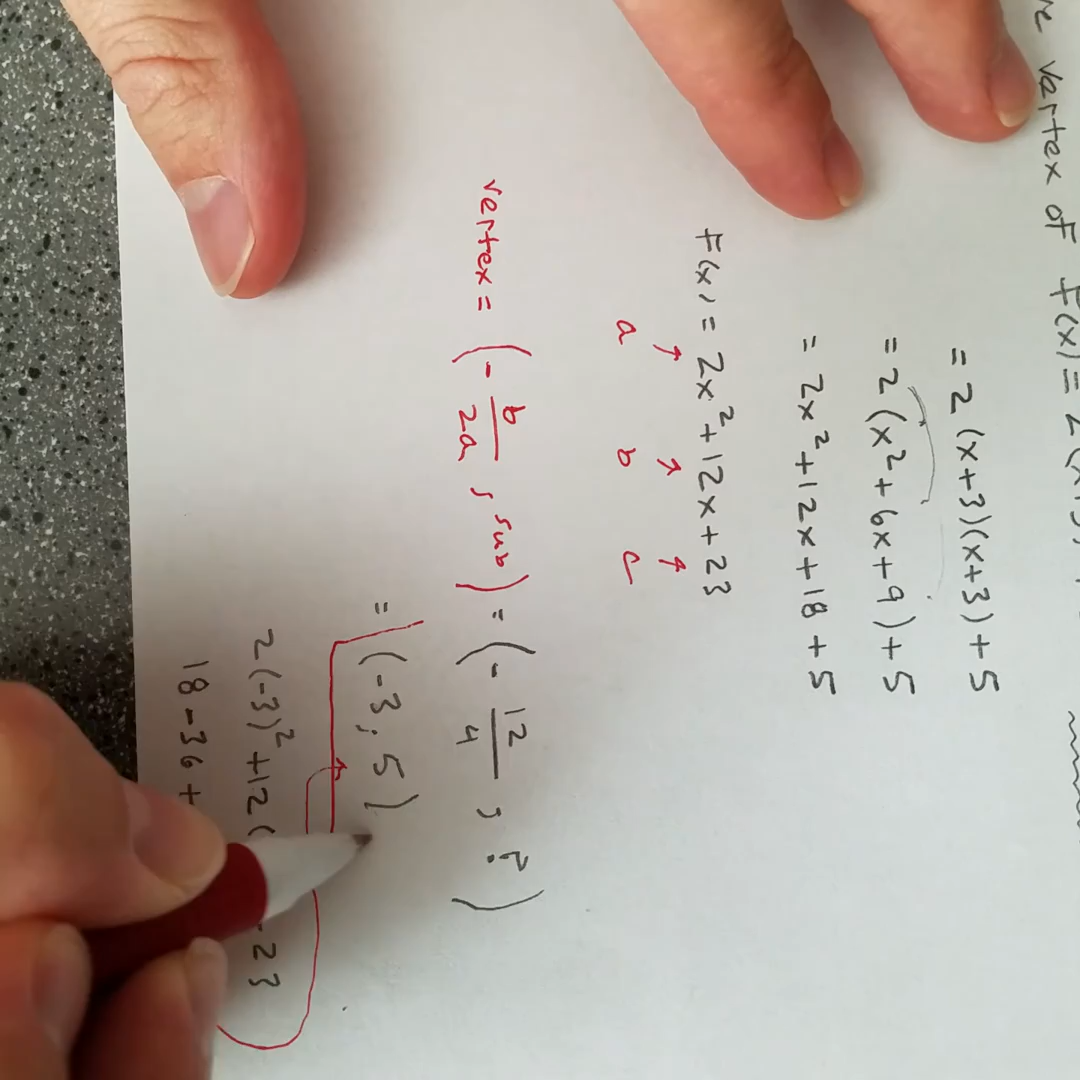 vertex of f(x) =
= 2(x+3)(x+3)+5
= 2(x²+6x+9)+5
= 2x²+12x+18+5
F(x) = 2x²+12x+23
a b c
vertex = (- b/2a, sub) = (- 12/4, ?)
= (-3, 5)
2(-3)²+12( 23
18-36+